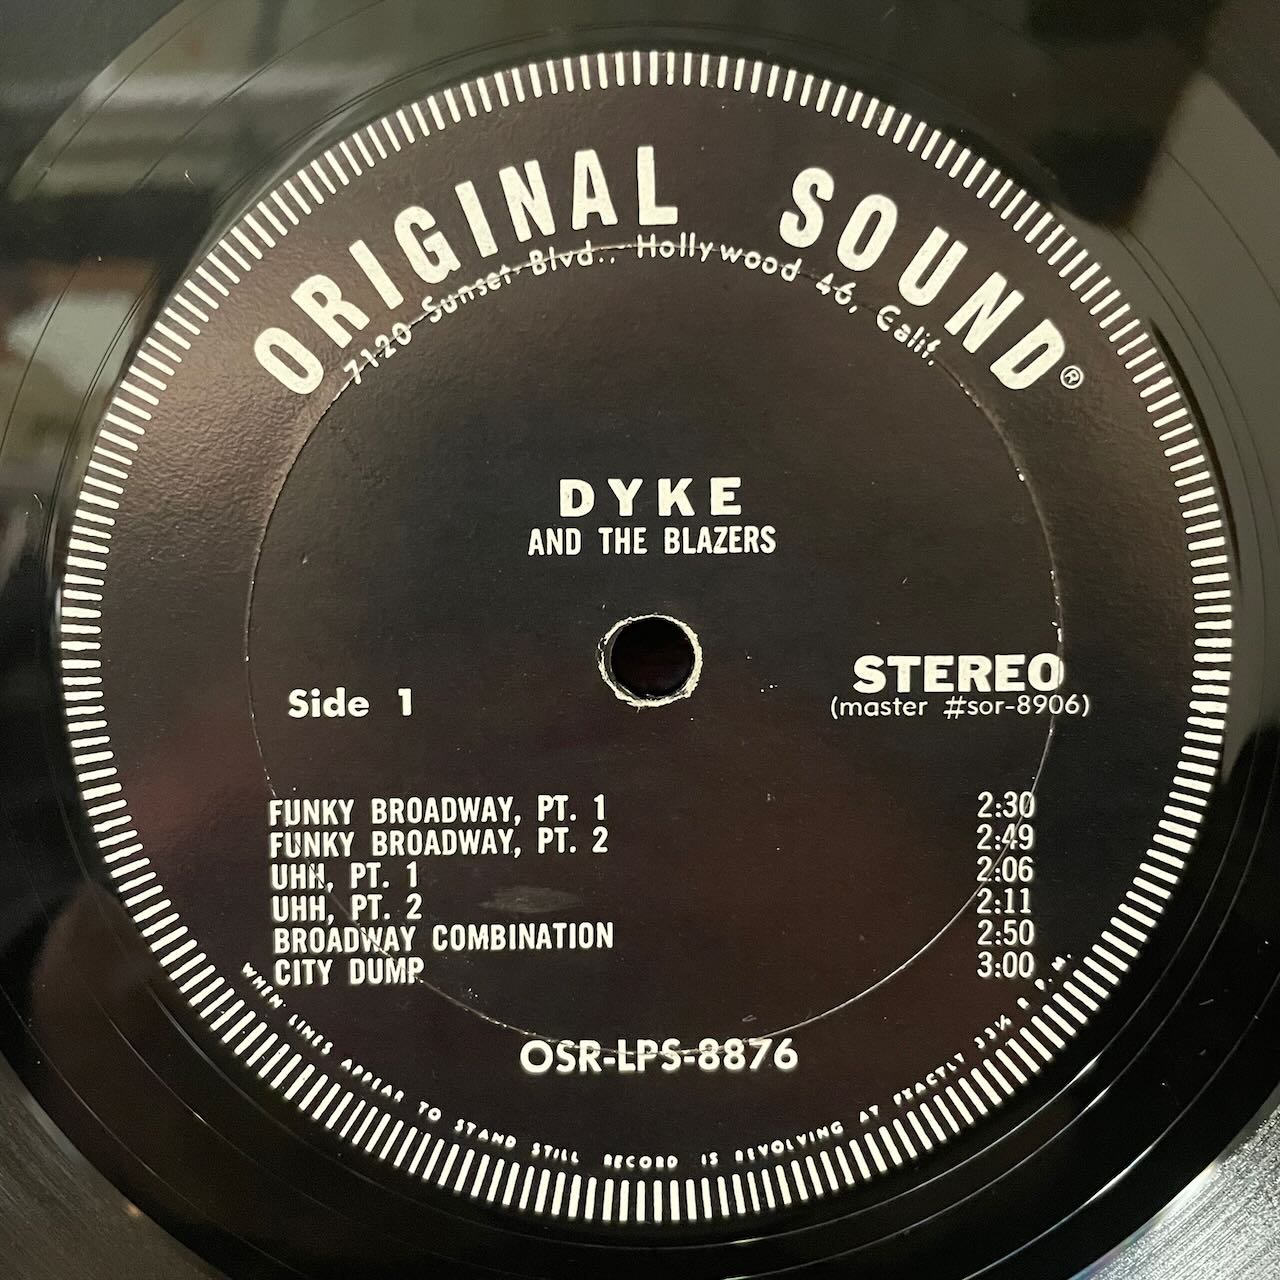 ORIGINAL SOUND®
7120 Sunset Blvd., Hollywood 46, Calif.
DYKE
AND THE BLAZERS
Side 1
STEREO
(master #sor-8906)
FUNKY BROADWAY, PT. 1 2:30
FUNKY BROADWAY, PT. 2 2:49
UHH, PT. 1 2:06
UHH, PT. 2 2:11
BROADWAY COMBINATION 2:50
CITY DUMP 3:00
OSR-LPS-8876
WHEN LINES APPEAR TO STAND STILL RECORD IS REVOLVING AT EXACTLY 33⅓ R.P.M.